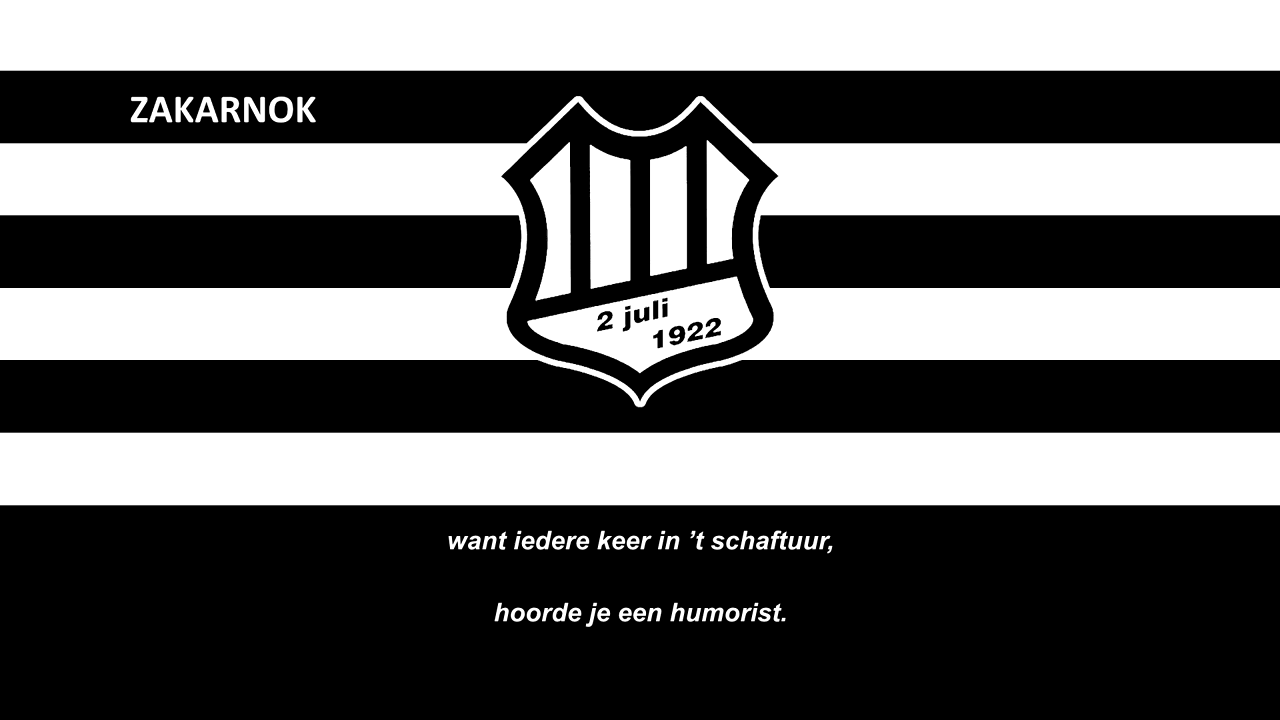 ZAKARNOK
2 juli
1922
want iedere keer in ’t schaftuur,
hoorde je een humorist.